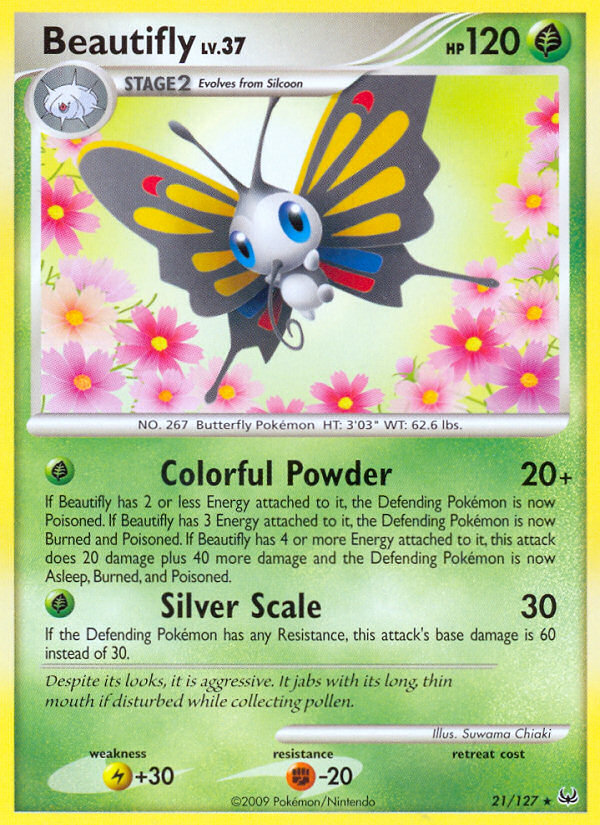 Beautifly LV.37
HP 120
STAGE2 Evolves from Silcoon
NO. 267 Butterfly Pokémon HT: 3'03" WT: 62.6 lbs.
Colorful Powder 20+
If Beautifly has 2 or less Energy attached to it, the Defending Pokémon is now
Poisoned. If Beautifly has 3 Energy attached to it, the Defending Pokémon is now
Burned and Poisoned. If Beautifly has 4 or more Energy attached to it, this attack
does 20 damage plus 40 more damage and the Defending Pokémon is now
Asleep, Burned, and Poisoned.
Silver Scale 30
If the Defending Pokémon has any Resistance, this attack's base damage is 60
instead of 30.
Despite its looks, it is aggressive. It jabs with its long, thin
mouth if disturbed while collecting pollen.
Illus. Suwama Chiaki
weakness resistance retreat cost
+30 -20
©2009 Pokémon/Nintendo 21/127 ★